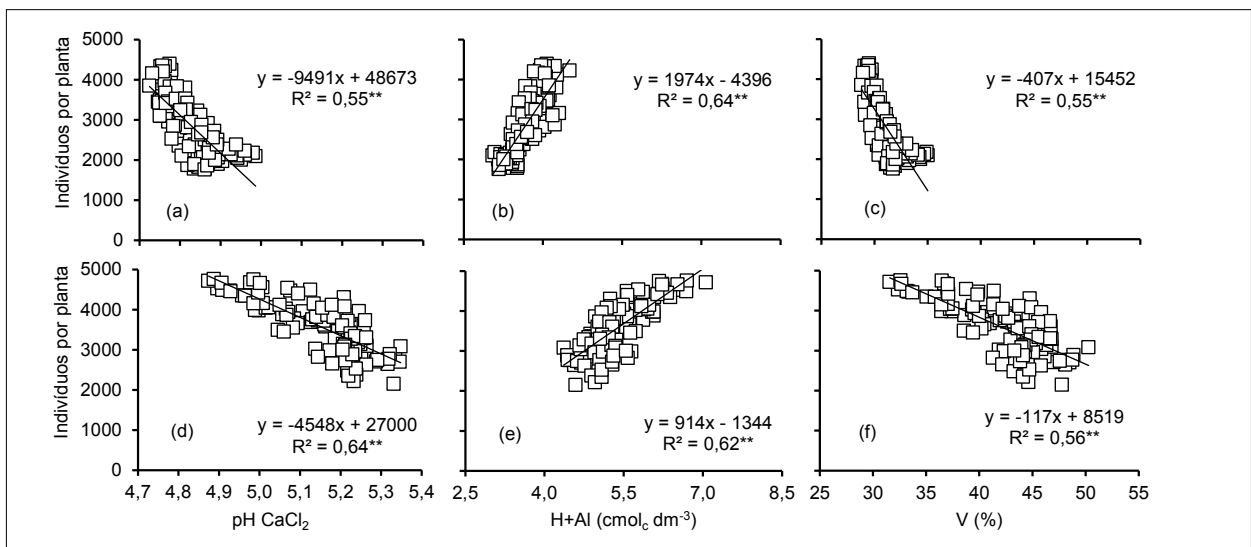 5000
4000
3000
2000
1000
0
Indivíduos por planta
y = -9491x + 48673
R² = 0,55**
(a)
y = 1974x - 4396
R² = 0,64**
(b)
y = -407x + 15452
R² = 0,55**
(c)
5000
4000
3000
2000
1000
0
Indivíduos por planta
(d)
y = -4548x + 27000
R² = 0,64**
(e)
y = 914x - 1344
R² = 0,62**
(f)
y = -117x + 8519
R² = 0,56**
4,7 4,8 4,9 5,0 5,1 5,2 5,3 5,4
2,5 4,0 5,5 7,0 8,5
25 30 35 40 45 50 55
pH CaCl₂
H+Al (cmol꜀ dm⁻³)
V (%)